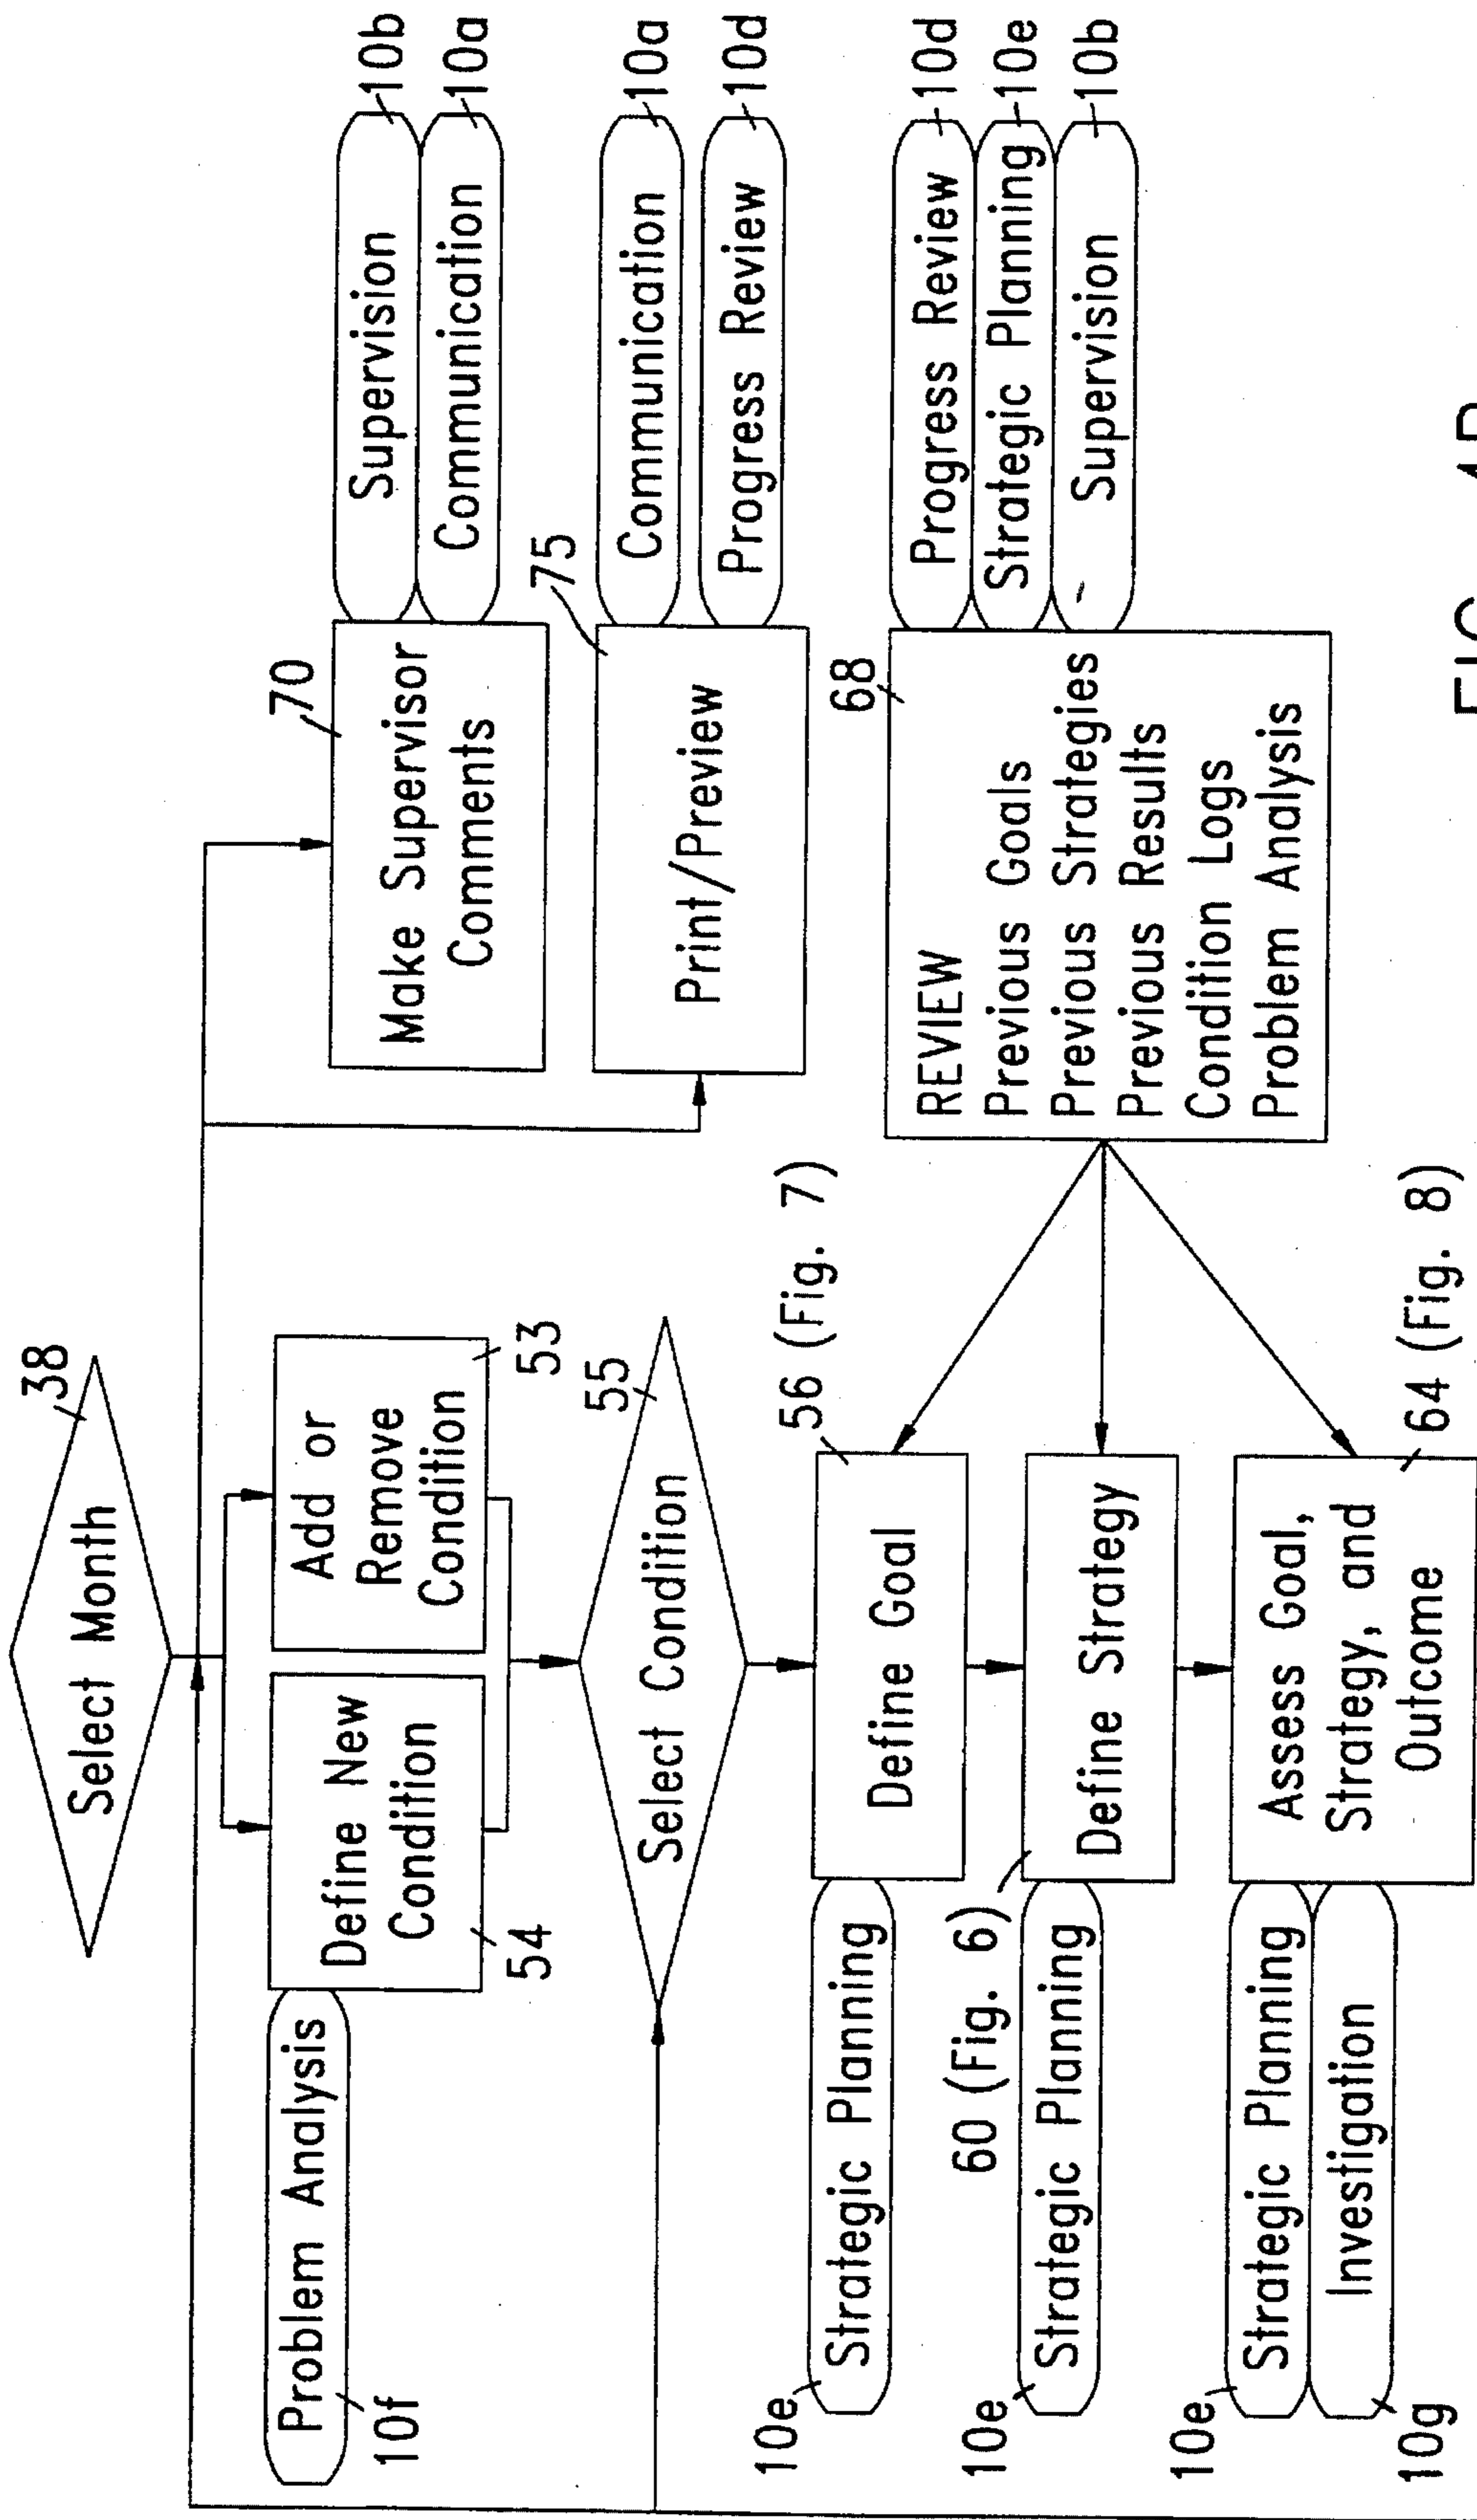 38
Select Month
Add or
Remove
Condition
53
Define New
Condition
54
Problem Analysis
10f
70
Make Supervisor
Comments
Supervision
10b
Communication
10a
75
Print/Preview
Communication
10a
Progress Review
10d
55
Select Condition
56 (Fig. 7)
Define Goal
Strategic Planning
10e
60 (Fig. 6)
Define Strategy
Strategic Planning
10e
Assess Goal,
Strategy, and
Outcome
64 (Fig. 8)
Strategic Planning
10e
Investigation
10g
68
REVIEW
Previous Goals
Previous Strategies
Previous Results
Condition Logs
Problem Analysis
Progress Review
10d
Strategic Planning
10e
Supervision
10b